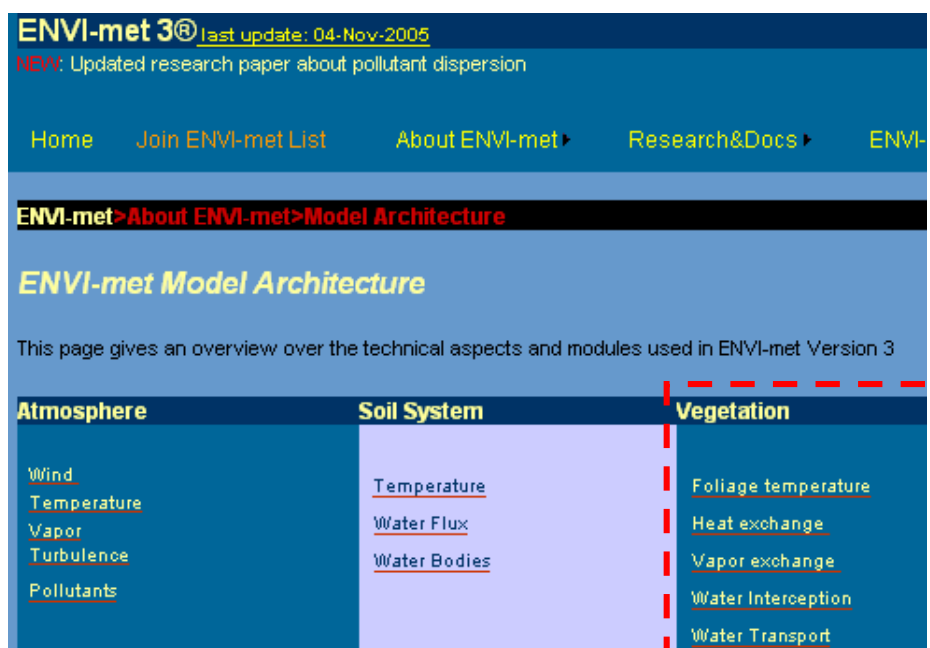 ENVI-met 3® last update: 04-Nov-2005
NEW: Updated research paper about pollutant dispersion
Home Join ENVI-met List About ENVI-met Research&Docs ENVI-
ENVI-met>About ENVI-met>Model Architecture
ENVI-met Model Architecture
This page gives an overview over the technical aspects and modules used in ENVI-met Version 3
Atmosphere
Wind
Temperature
Vapor
Turbulence
Pollutants
Soil System
Temperature
Water Flux
Water Bodies
Vegetation
Foliage temperature
Heat exchange
Vapor exchange
Water Interception
Water Transport